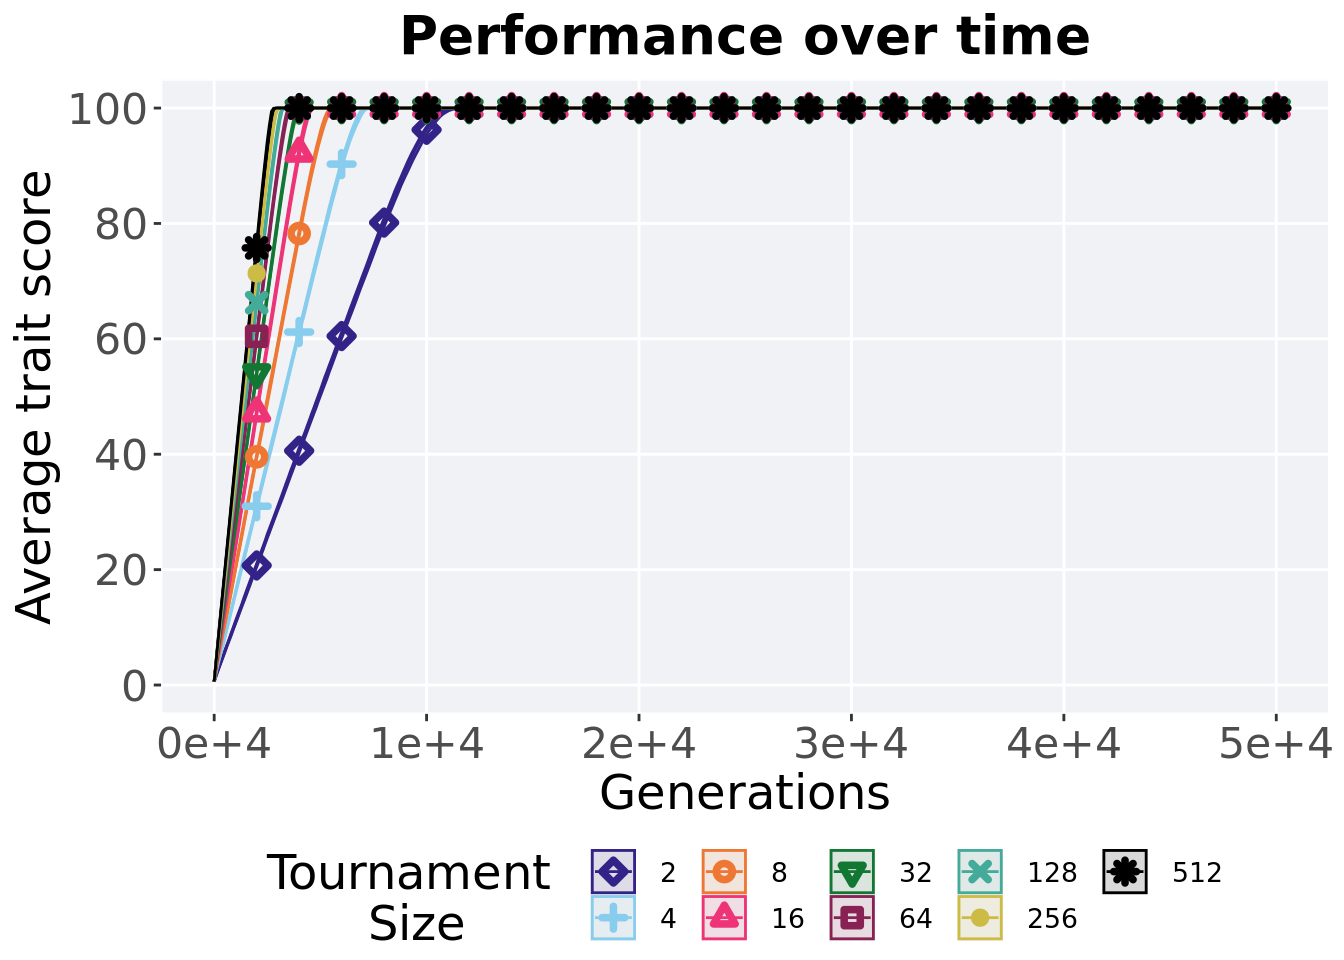 Performance over time
Average trait score
100
80
60
40
20
0
0e+4 1e+4 2e+4 3e+4 4e+4 5e+4
Generations
Tournament
Size
2 8 32 128 512
4 16 64 256